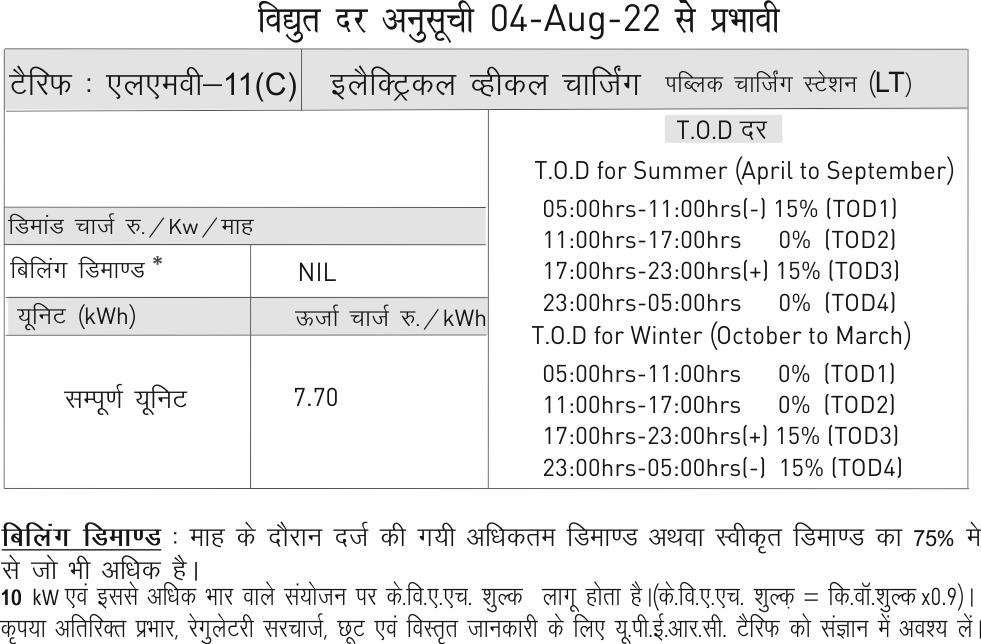 विद्युत दर अनुसूची 04-Aug-22 से प्रभावी
टैरिफ : एलएमवी–11(C) इलैक्ट्रिकल व्हीकल चार्जिंग पब्लिक चार्जिंग स्टेशन (LT)
T.O.D दर
T.O.D for Summer (April to September)
05:00hrs-11:00hrs(-) 15% (TOD1)
11:00hrs-17:00hrs 0% (TOD2)
17:00hrs-23:00hrs(+) 15% (TOD3)
23:00hrs-05:00hrs 0% (TOD4)
T.O.D for Winter (October to March)
05:00hrs-11:00hrs 0% (TOD1)
11:00hrs-17:00hrs 0% (TOD2)
17:00hrs-23:00hrs(+) 15% (TOD3)
23:00hrs-05:00hrs(-) 15% (TOD4)
डिमांड चार्ज रु. / Kw / माह
बिलिंग डिमाण्ड * NIL
यूनिट (kWh) ऊर्जा चार्ज रु. / kWh
सम्पूर्ण यूनिट 7.70
बिलिंग डिमाण्ड : माह के दौरान दर्ज की गयी अधिकतम डिमाण्ड अथवा स्वीकृत डिमाण्ड का 75% मे
से जो भी अधिक है।
10 kW एवं इससे अधिक भार वाले संयोजन पर के.वि.ए.एच. शुल्क लागू होता है।(के.वि.ए.एच. शुल्क = कि.वॉ.शुल्क x0.9)।
कृपया अतिरिक्त प्रभार, रेगुलेटरी सरचार्ज, छूट एवं विस्तृत जानकारी के लिए यू.पी.ई.आर.सी. टैरिफ को संज्ञान में अवश्य लें।